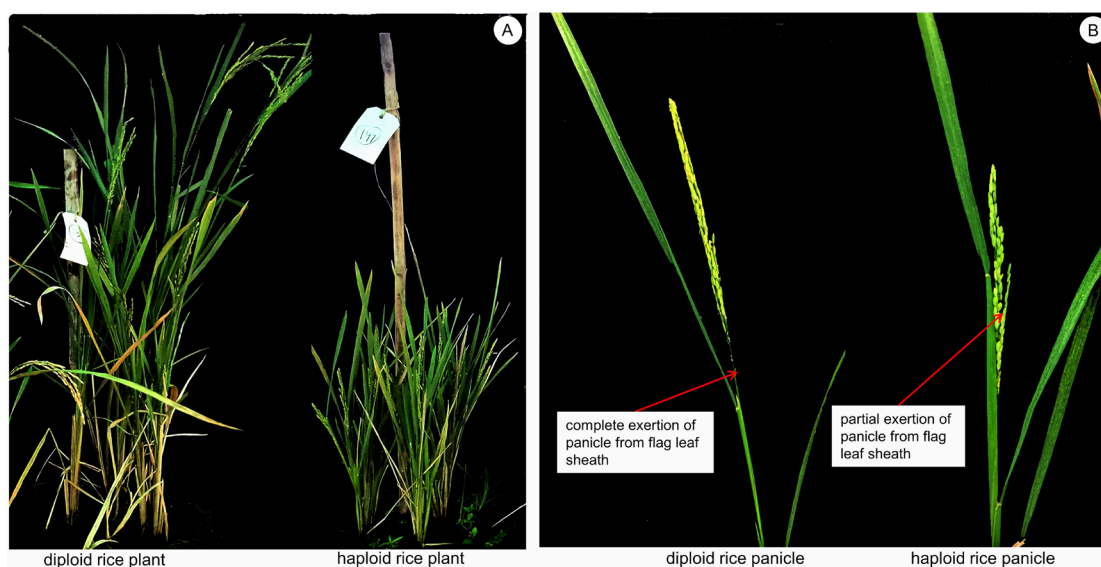 A
B
complete exertion of
panicle from flag leaf
sheath
partial exertion of
panicle from flag
leaf sheath
diploid rice plant
haploid rice plant
diploid rice panicle
haploid rice panicle